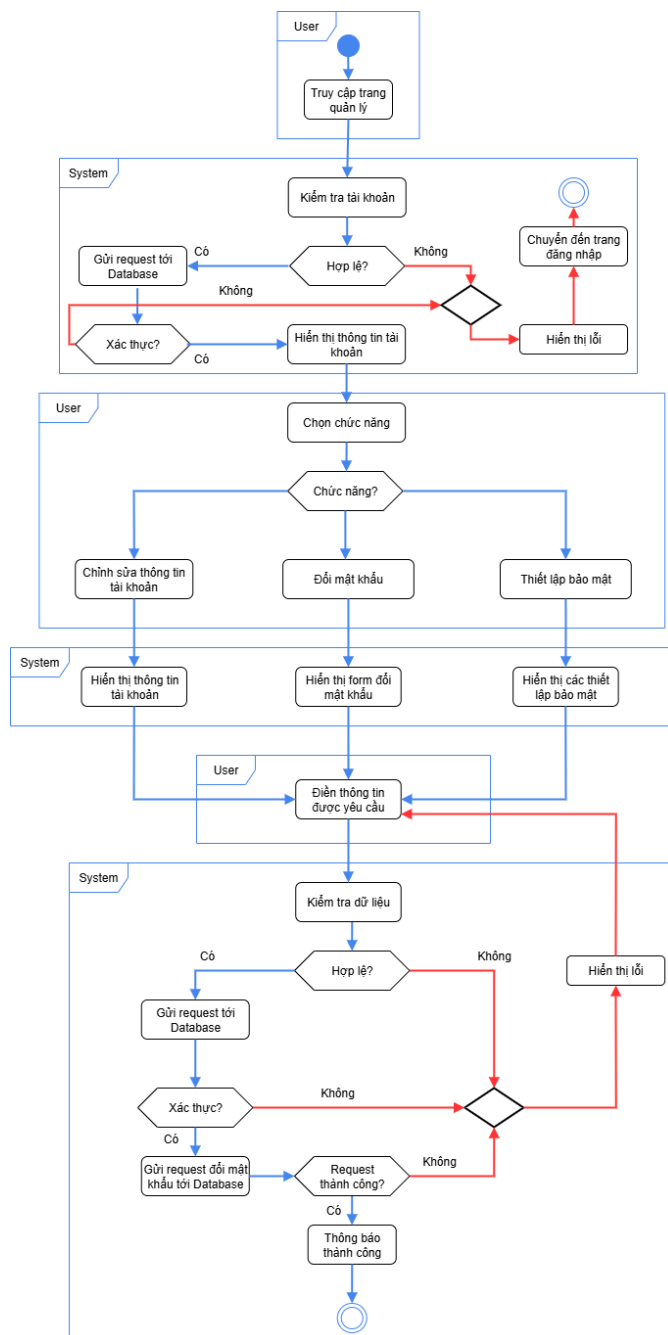 User
Truy cập trang
quản lý
System
Kiểm tra tài khoản
Chuyển đến trang
đăng nhập
Gửi request tới
Database
Có
Hợp lệ?
Không
Không
Xác thực?
Có
Hiển thị thông tin tài
khoản
Hiển thị lỗi
User
Chọn chức năng
Chức năng?
Chỉnh sửa thông tin
tài khoản
Đổi mật khẩu
Thiết lập bảo mật
System
Hiển thị thông tin
tài khoản
Hiển thị form đổi
mật khẩu
Hiển thị các thiết
lập bảo mật
User
Điền thông tin
được yêu cầu
System
Kiểm tra dữ liệu
Có
Hợp lệ?
Không
Hiển thị lỗi
Gửi request tới
Database
Xác thực?
Không
Có
Gửi request đổi mật
khẩu tới Database
Request
thành công?
Không
Có
Thông báo
thành công